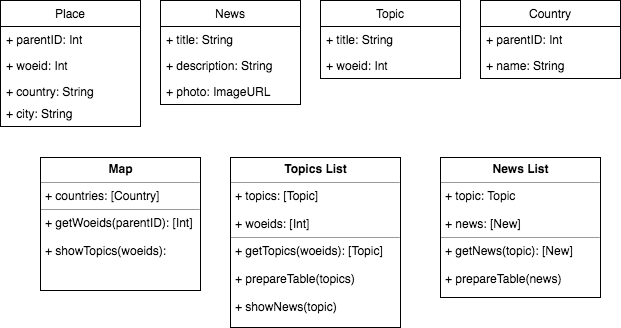 Place
+ parentID: Int
+ woeid: Int
+ country: String
+ city: String
News
+ title: String
+ description: String
+ photo: ImageURL
Topic
+ title: String
+ woeid: Int
Country
+ parentID: Int
+ name: String
Map
+ countries: [Country]
+ getWoeids(parentID): [Int]
+ showTopics(woeids):
Topics List
+ topics: [Topic]
+ woeids: [Int]
+ getTopics(woeids): [Topic]
+ prepareTable(topics)
+ showNews(topic)
News List
+ topic: Topic
+ news: [New]
+ getNews(topic): [New]
+ prepareTable(news)